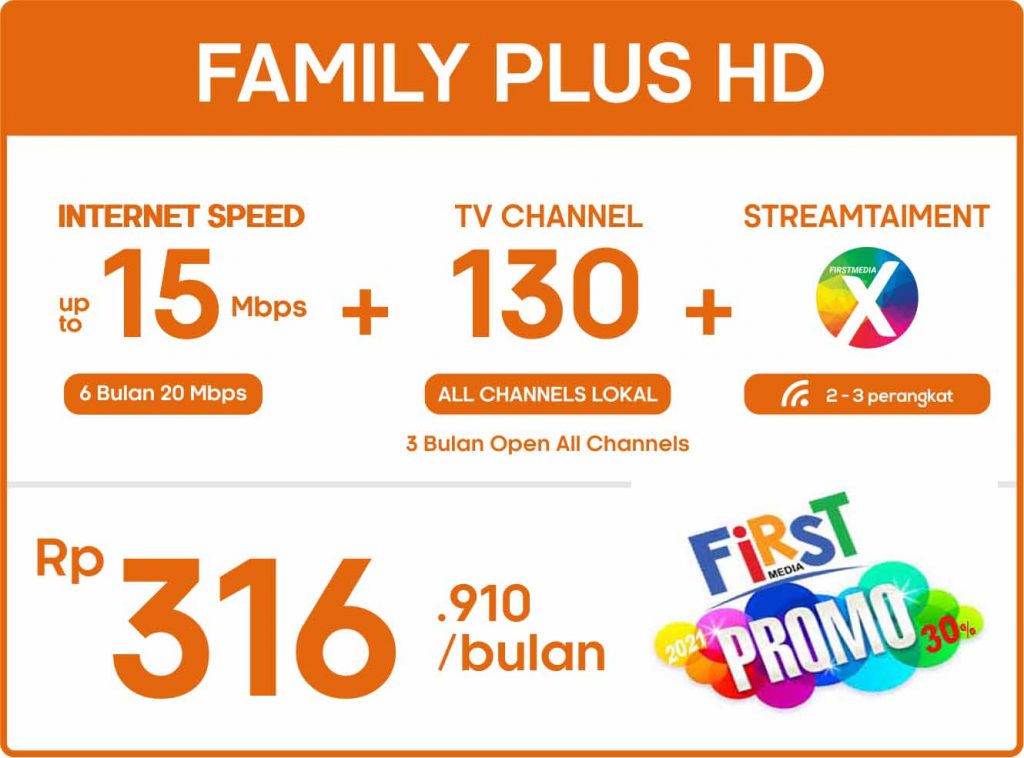 FAMILY PLUS HD
INTERNET SPEED
up to 15 Mbps
6 Bulan 20 Mbps
+
TV CHANNEL
130
ALL CHANNELS LOKAL
3 Bulan Open All Channels
+
STREAMTAIMENT
FIRSTMEDIA
X
2 - 3 perangkat
Rp 316.910 /bulan
FiRST
MEDIA
2021 PROMO 30%